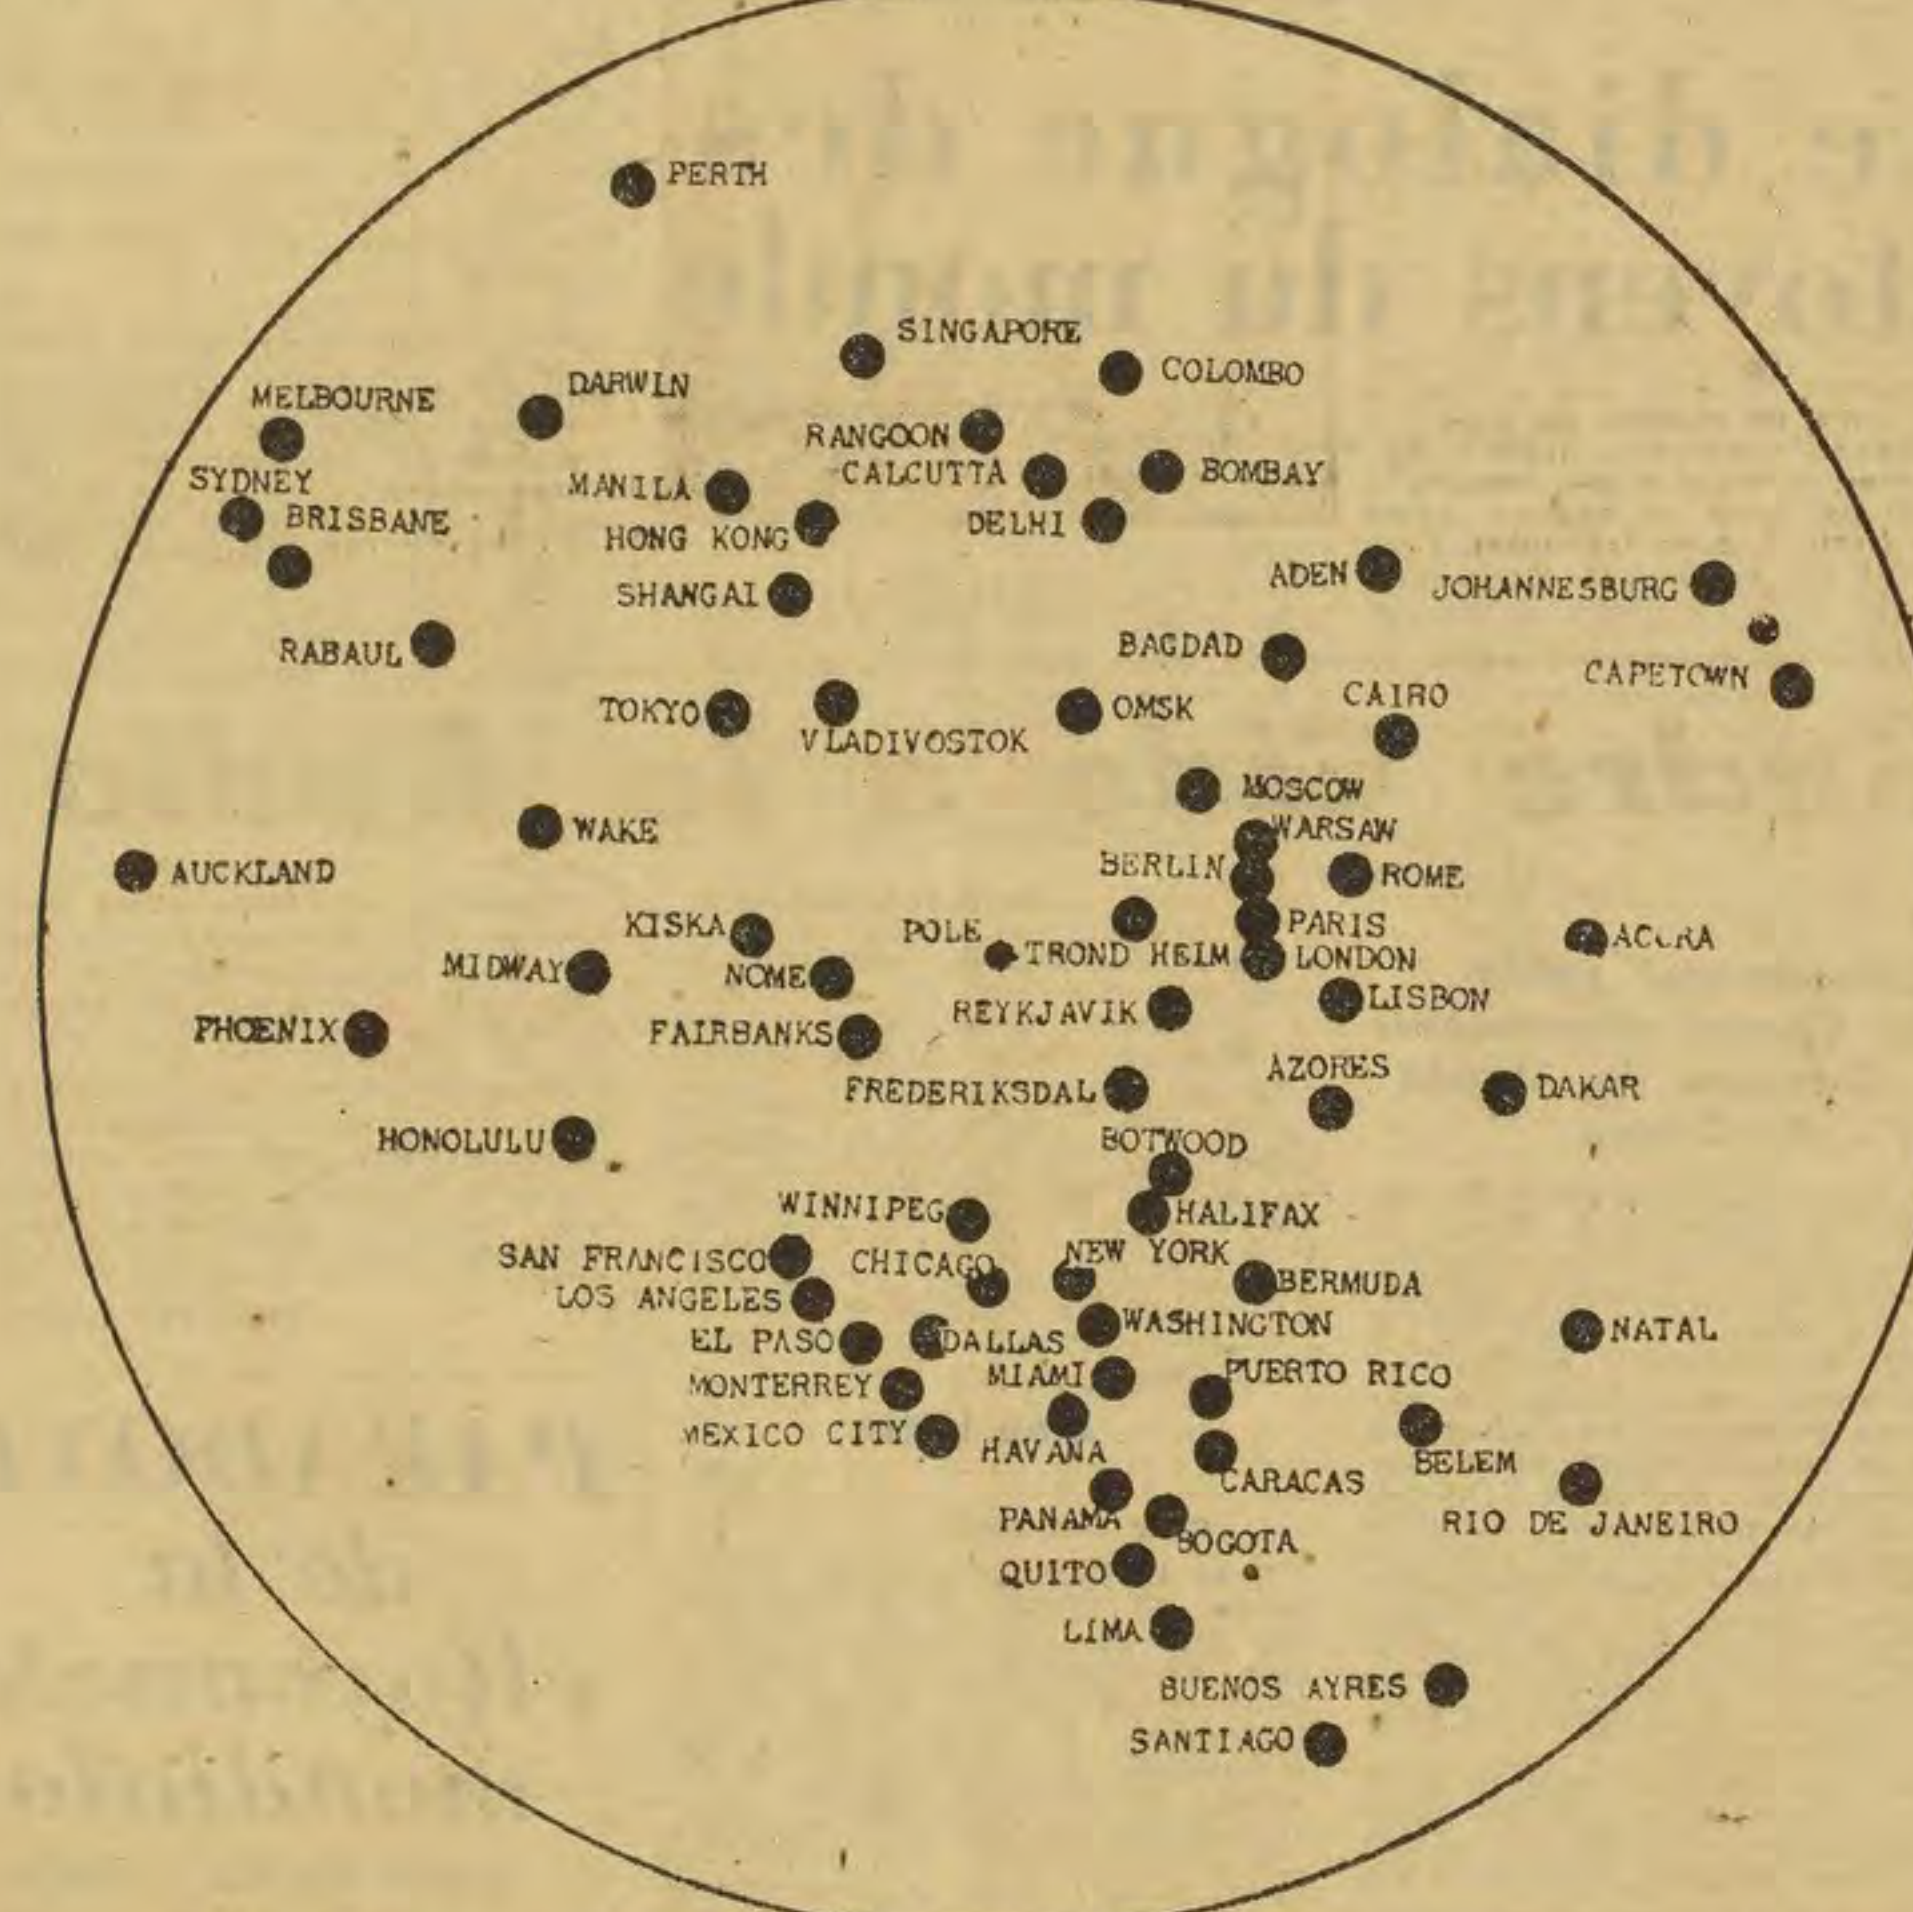 PERTH
SINGAPORE
COLOMBO
DARWIN
MELBOURNE
RANGOON
CALCUTTA
BOMBAY
SYDNEY
MANILA
BRISBANE
HONG KONG
DELHI
ADEN
JOHANNESBURG
SHANGAI
RABAUL
BAGDAD
CAPETOWN
CAIRO
TOKYO
OMSK
VLADIVOSTOK
MOSCOW
WAKE
WARSAW
BERLIN
ROME
AUCKLAND
KISKA
POLE
PARIS
ACCRA
TROND HEIM
LONDON
MIDWAY
NOME
LISBON
REYKJAVIK
PHOENIX
FAIRBANKS
AZORES
FREDERIKSDAL
DAKAR
HONOLULU
BOTWOOD
WINNIPEG
HALIFAX
SAN FRANCISCO
CHICAGO
NEW YORK
BERMUDA
LOS ANGELES
WASHINGTON
NATAL
EL PASO
DALLAS
MIAMI
PUERTO RICO
MONTERREY
MEXICO CITY
HAVANA
BELEM
CARACAS
PANAMA
RIO DE JANEIRO
BOGOTA
QUITO
LIMA
BUENOS AYRES
SANTIAGO